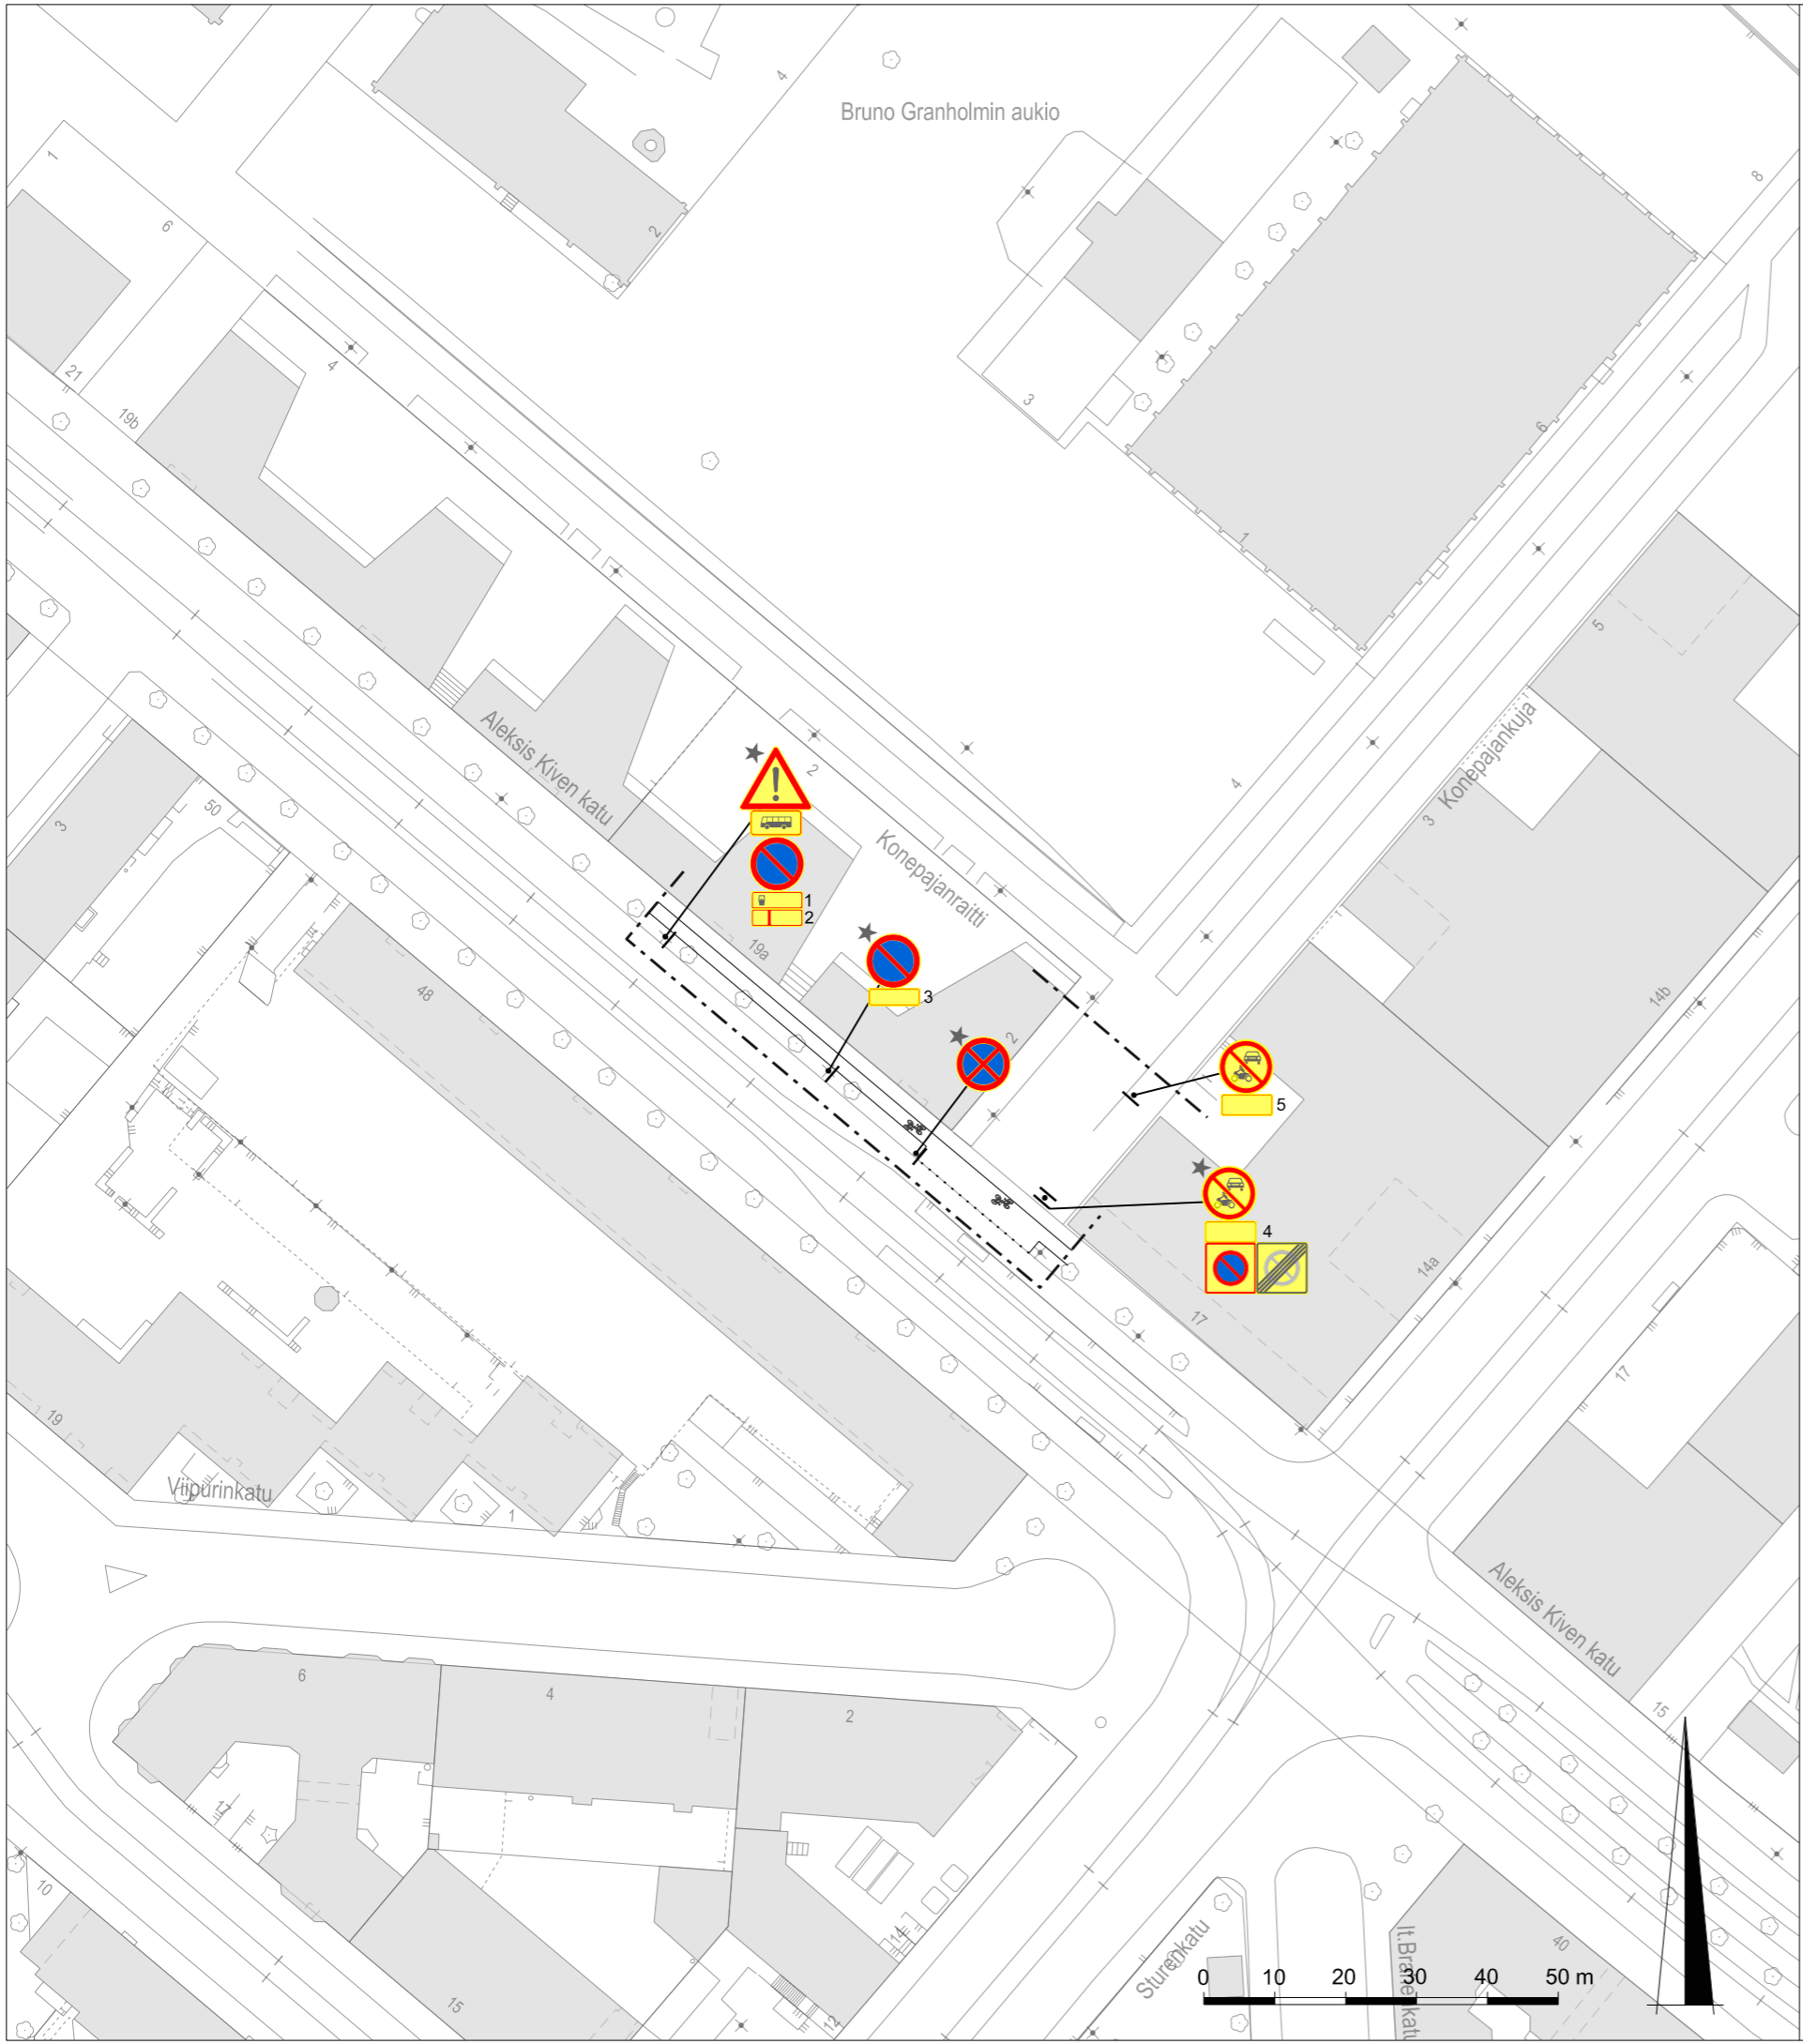 4
Bruno Granholmin aukio
1
8
6
2
4
3
21
19b
6
1
5
Aleksis Kiven katu
Konepajankuja
2
4
50
3
3
Konepajanraitti
1
2
19a
48
3
14b
2
5
4
14a
17
17
19
Viipurinkatu
1
Aleksis Kiven katu
6
4
2
15
17
10
14
Sturenkatu
It.Brahenkatu
40
0 10 20 30 40 50 m
15
12